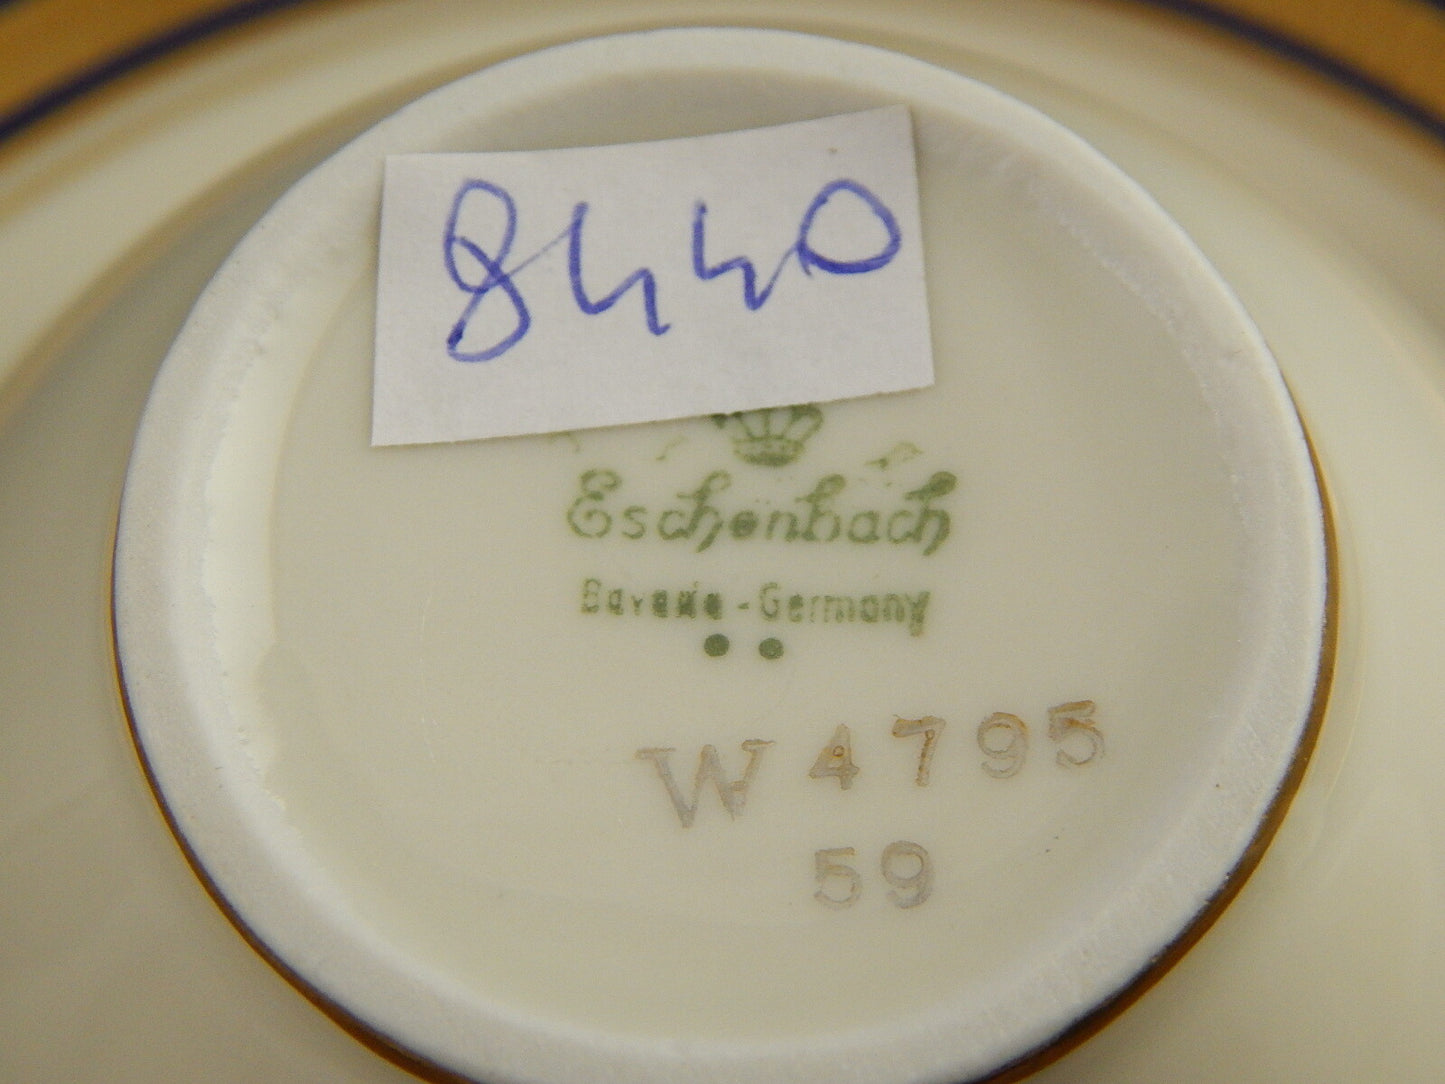 8440
Eschenbach
Bavaria - Germany
W 4795
59